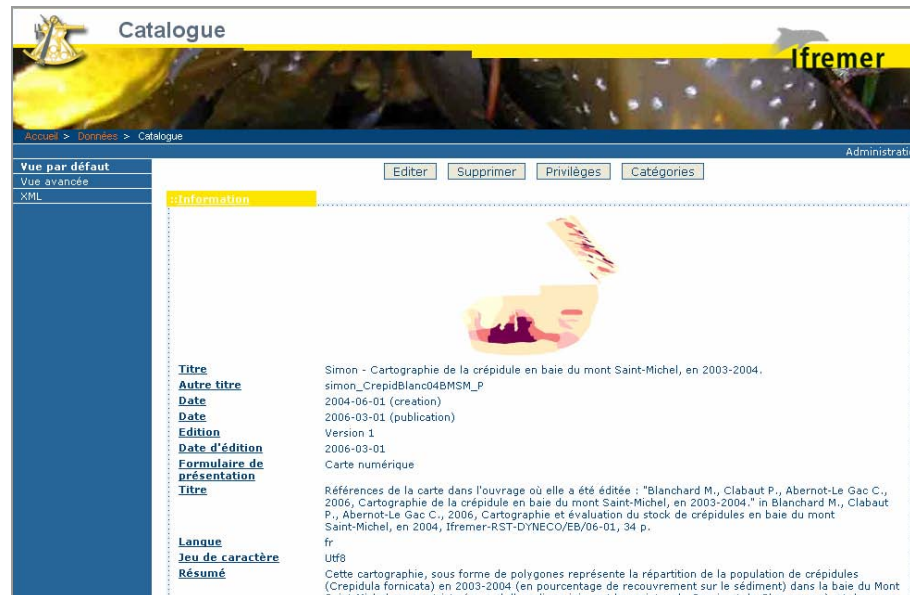 Catalogue
Ifremer
Accueil > Données > Catalogue
Administrati
Vue par défaut
Vue avancée
XML
Editer Supprimer Privilèges Catégories
::Information
Titre Simon - Cartographie de la crépidule en baie du mont Saint-Michel, en 2003-2004.
Autre titre simon_CrepidBlanc04BMSM_P
Date 2004-06-01 (creation)
Date 2006-03-01 (publication)
Edition Version 1
Date d'édition 2006-03-01
Formulaire de présentation Carte numérique
Titre Références de la carte dans l'ouvrage où elle a été éditée : "Blanchard M., Clabaut P., Abernot-Le Gac C.,
2006, Cartographie de la crépidule en baie du mont Saint-Michel, en 2003-2004." in Blanchard M., Clabaut
P., Abernot-Le Gac C., 2006, Cartographie et évaluation du stock de crépidules en baie du mont
Saint-Michel, en 2004, Ifremer-RST-DYNECO/EB/06-01, 34 p.
Langue fr
Jeu de caractère Utf8
Résumé Cette cartographie, sous forme de polygones représente la répartition de la population de crépidules
(Crepidula fornicata) en 2003-2004 (en pourcentage de recouvrement sur le sédiment) dans la baie du Mont